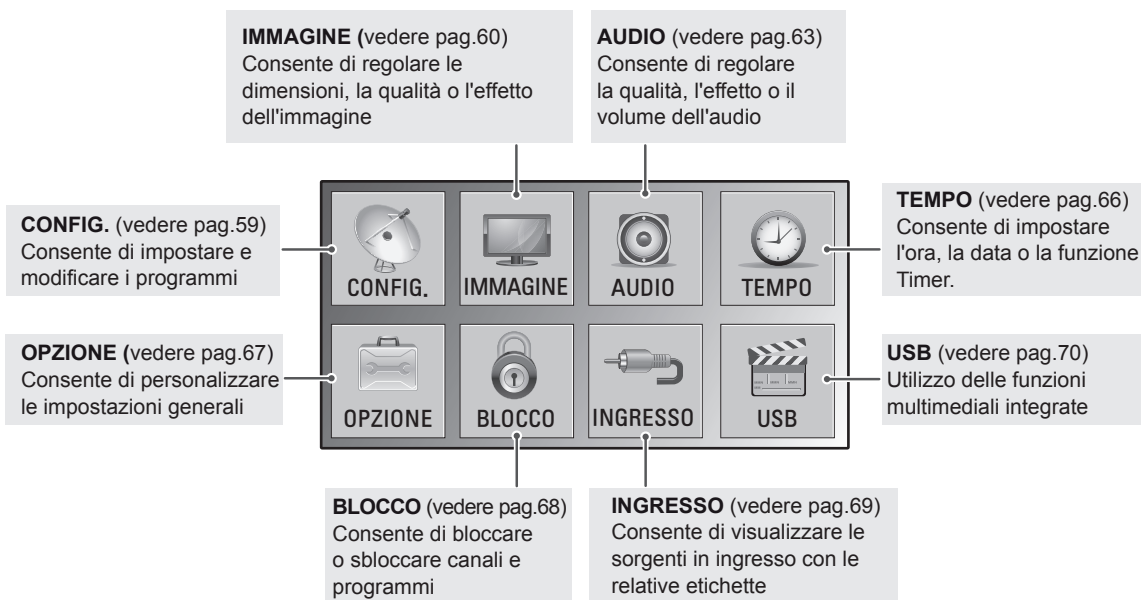 IMMAGINE (vedere pag.60)
Consente di regolare le
dimensioni, la qualità o l'effetto
dell'immagine
AUDIO (vedere pag.63)
Consente di regolare
la qualità, l'effetto o il
volume dell'audio
CONFIG. (vedere pag.59)
Consente di impostare e
modificare i programmi
TEMPO (vedere pag.66)
Consente di impostare
l'ora, la data o la funzione
Timer.
CONFIG.
IMMAGINE
AUDIO
TEMPO
OPZIONE (vedere pag.67)
Consente di personalizzare
le impostazioni generali
USB (vedere pag.70)
Utilizzo delle funzioni
multimediali integrate
OPZIONE
BLOCCO
INGRESSO
USB
BLOCCO (vedere pag.68)
Consente di bloccare
o sbloccare canali e
programmi
INGRESSO (vedere pag.69)
Consente di visualizzare le
sorgenti in ingresso con le
relative etichette